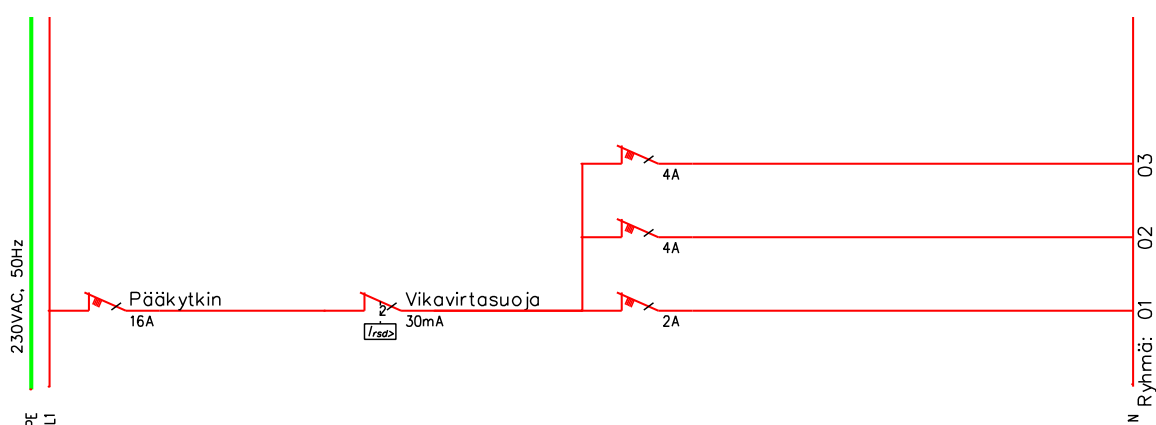 03
4A
02
4A
230VAC, 50Hz
Pääkytkin
16A
Vikavirtasuoja
30mA
2
Irsd>
2A
01
Ryhmä:
PE
L1
N